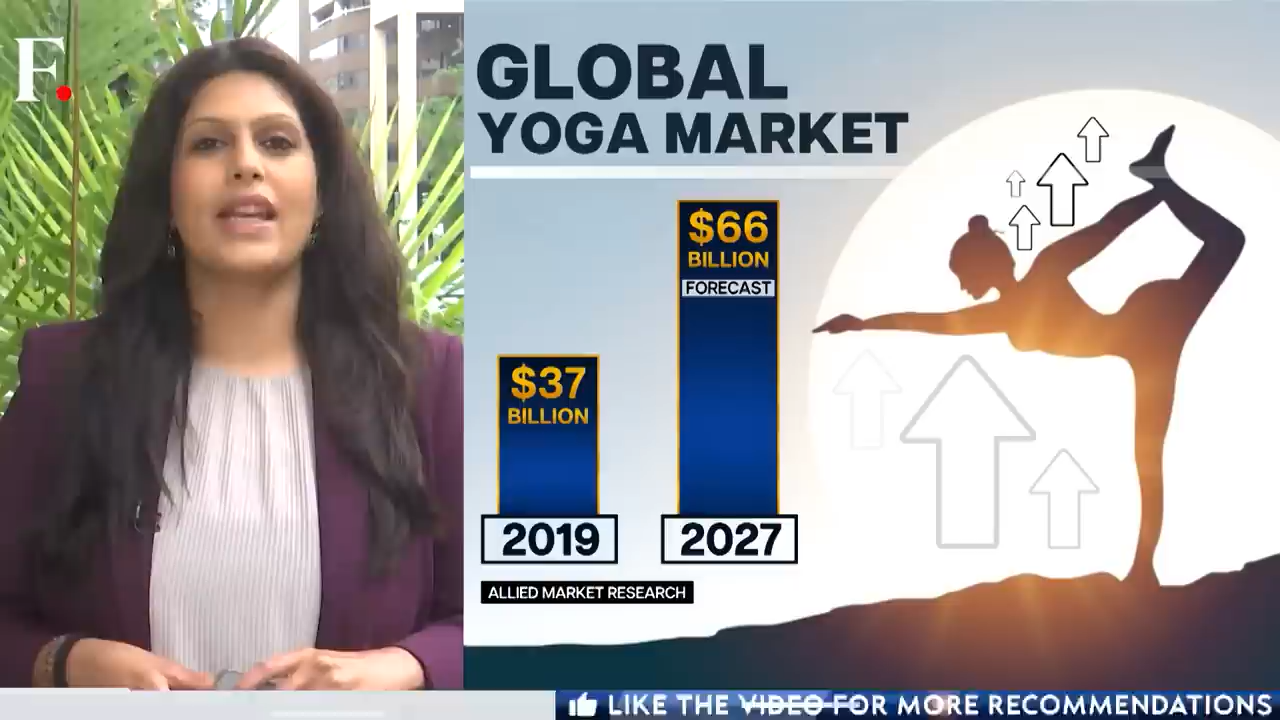 F.
GLOBAL
YOGA MARKET
$66
BILLION
FORECAST
$37
BILLION
2019
2027
ALLIED MARKET RESEARCH
LIKE THE VIDEO FOR MORE RECOMMENDATIONS